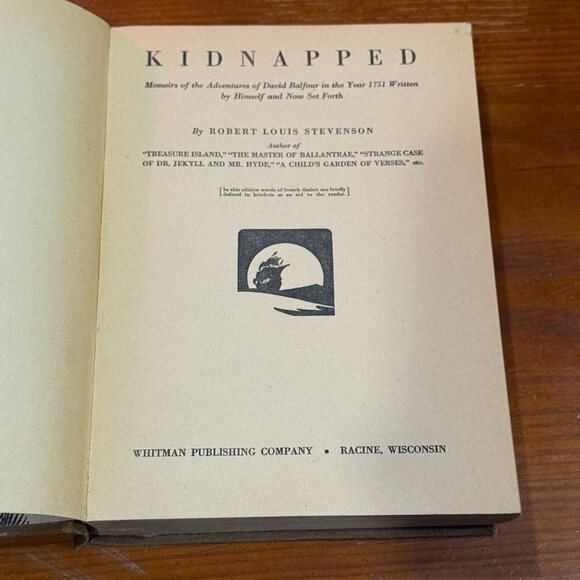 KIDNAPPED
Memoirs of the Adventures of David Balfour in the Year 1751 Written
by Himself and Now Set Forth
By ROBERT LOUIS STEVENSON
Author of
"TREASURE ISLAND," "THE MASTER OF BALLANTRAE," "STRANGE CASE
OF DR. JEKYLL AND MR. HYDE," "A CHILD'S GARDEN OF VERSES," etc.
[In this edition words of Scotch dialect are briefly
defined in brackets as an aid to the reader.]
WHITMAN PUBLISHING COMPANY • RACINE, WISCONSIN